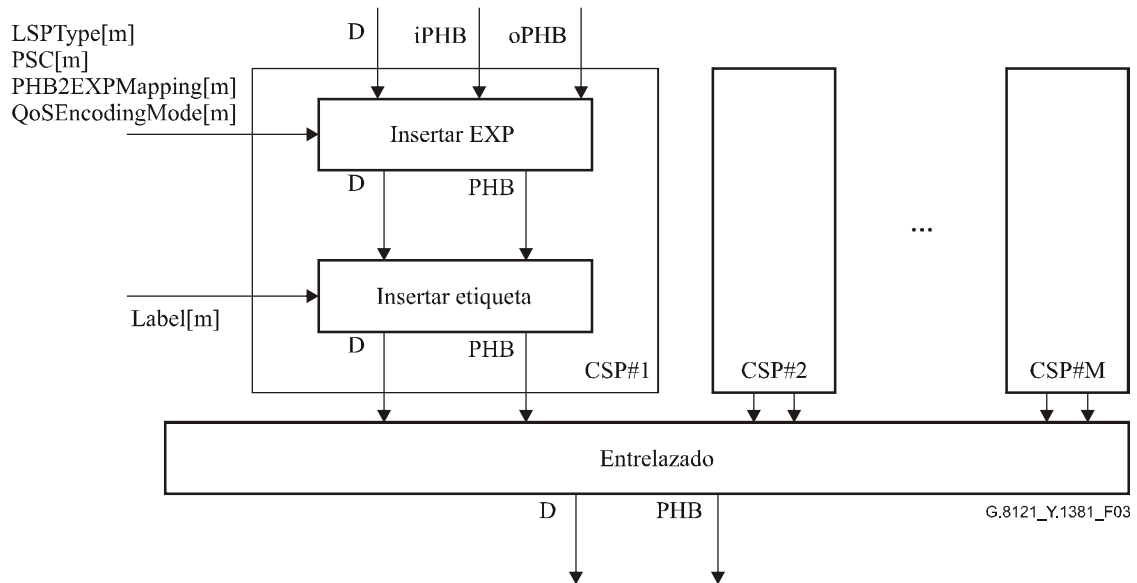 LSPType[m]
PSC[m]
PHB2EXPMapping[m]
QoSEncodingMode[m]
D iPHB oPHB
Insertar EXP
D PHB
...
Insertar etiqueta
Label[m]
D PHB
CSP#1 CSP#2 CSP#M
Entrelazado
D PHB
G.8121_Y.1381_F03